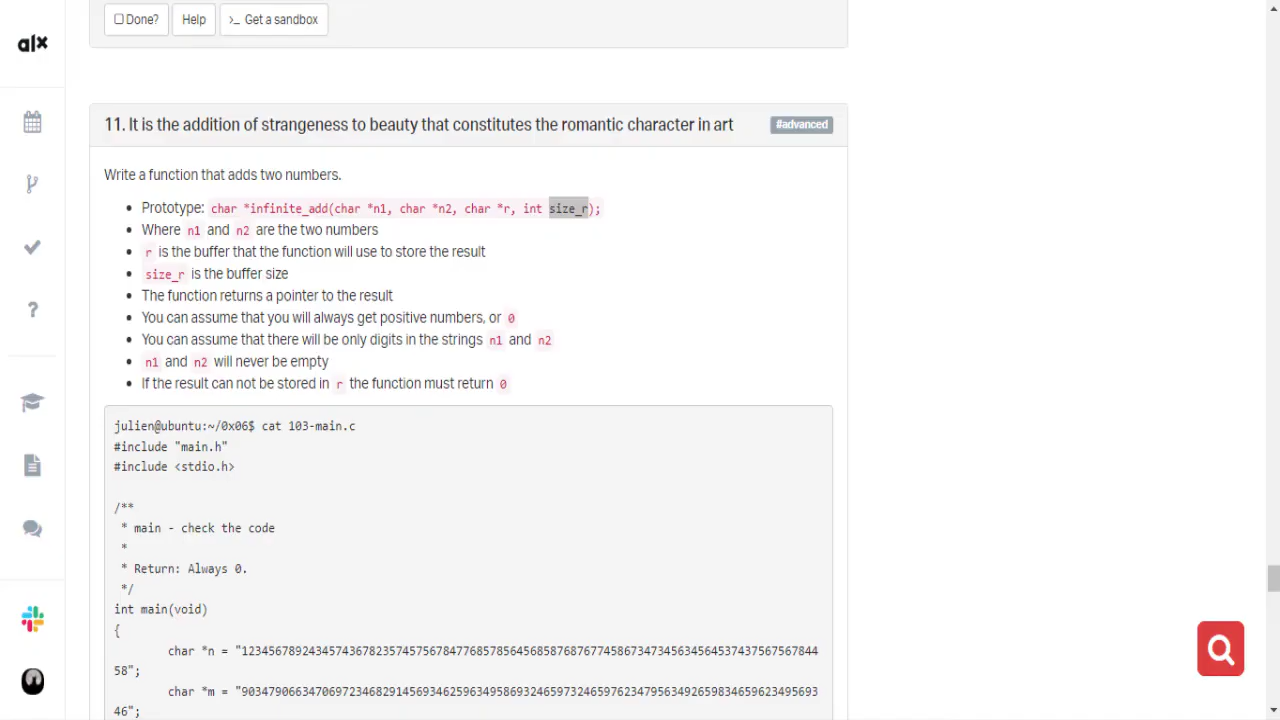 Done? Help >_ Get a sandbox
alx
11. It is the addition of strangeness to beauty that constitutes the romantic character in art #advanced
Write a function that adds two numbers.
• Prototype: char *infinite_add(char *n1, char *n2, char *r, int size_r);
• Where n1 and n2 are the two numbers
• r is the buffer that the function will use to store the result
• size_r is the buffer size
• The function returns a pointer to the result
• You can assume that you will always get positive numbers, or 0
• You can assume that there will be only digits in the strings n1 and n2
• n1 and n2 will never be empty
• If the result can not be stored in r the function must return 0
julien@ubuntu:~/0x06$ cat 103-main.c
#include "main.h"
#include <stdio.h>
/**
* main - check the code
*
* Return: Always 0.
*/
int main(void)
{
char *n = "1234567892434574367823574575678477685785645685876876774586734734563456453743756756784458";
char *m = "9034790663470697234682914569346259634958693246597324659762347956349265983465962349569346";